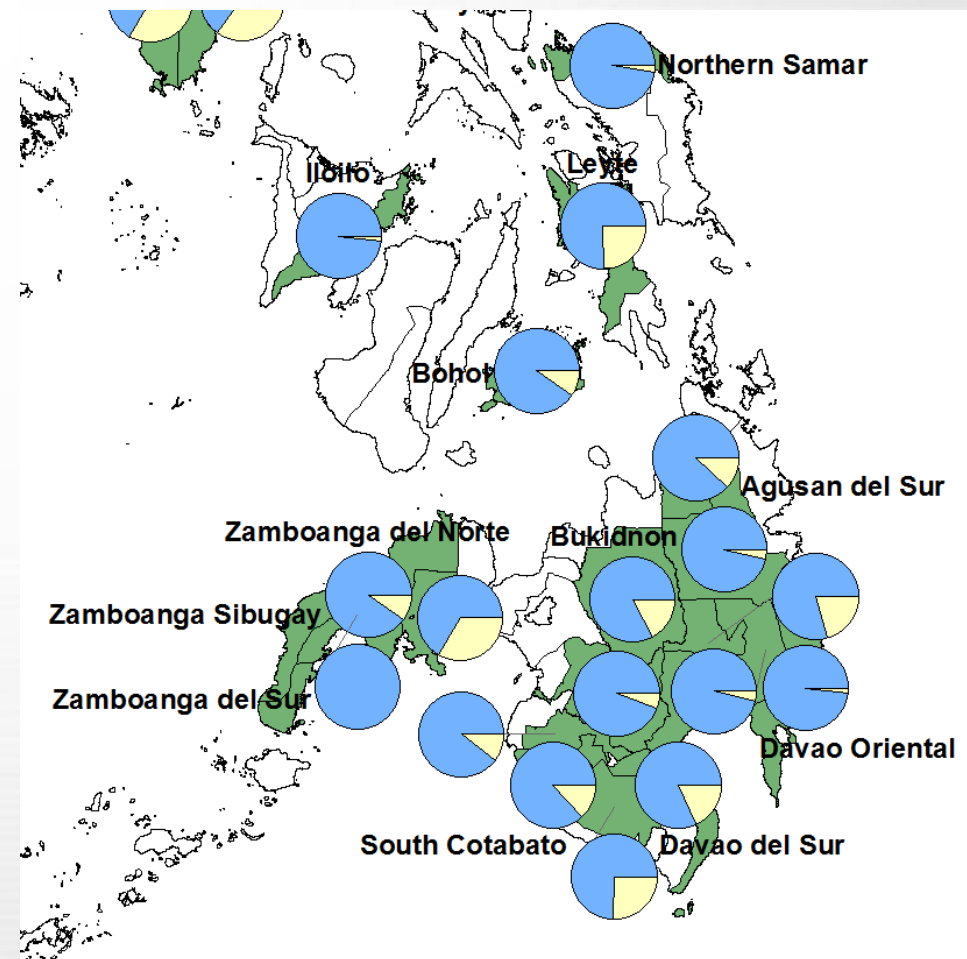 Northern Samar
Iloilo
Leyte
Bohol
Agusan del Sur
Zamboanga del Norte
Bukidnon
Zamboanga Sibugay
Zamboanga del Sur
Davao Oriental
South Cotabato
Davao del Sur